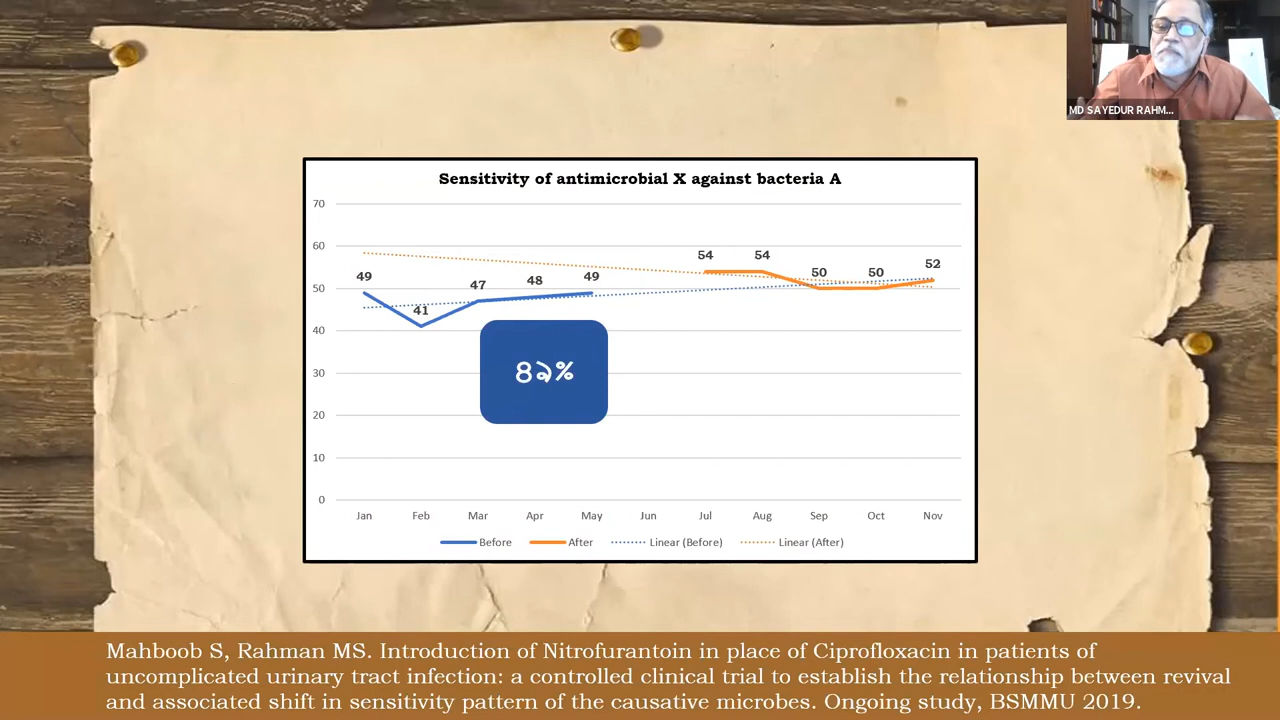 MD SAYEDUR RAHM...
Sensitivity of antimicrobial X against bacteria A
70
60
50
40
30
20
10
0
49
41
47
48
49
54
54
50
50
52
৪৯%
Jan Feb Mar Apr May Jun Jul Aug Sep Oct Nov
Before After Linear (Before) Linear (After)
Mahboob S, Rahman MS. Introduction of Nitrofurantoin in place of Ciprofloxacin in patients of
uncomplicated urinary tract infection: a controlled clinical trial to establish the relationship between revival
and associated shift in sensitivity pattern of the causative microbes. Ongoing study, BSMMU 2019.